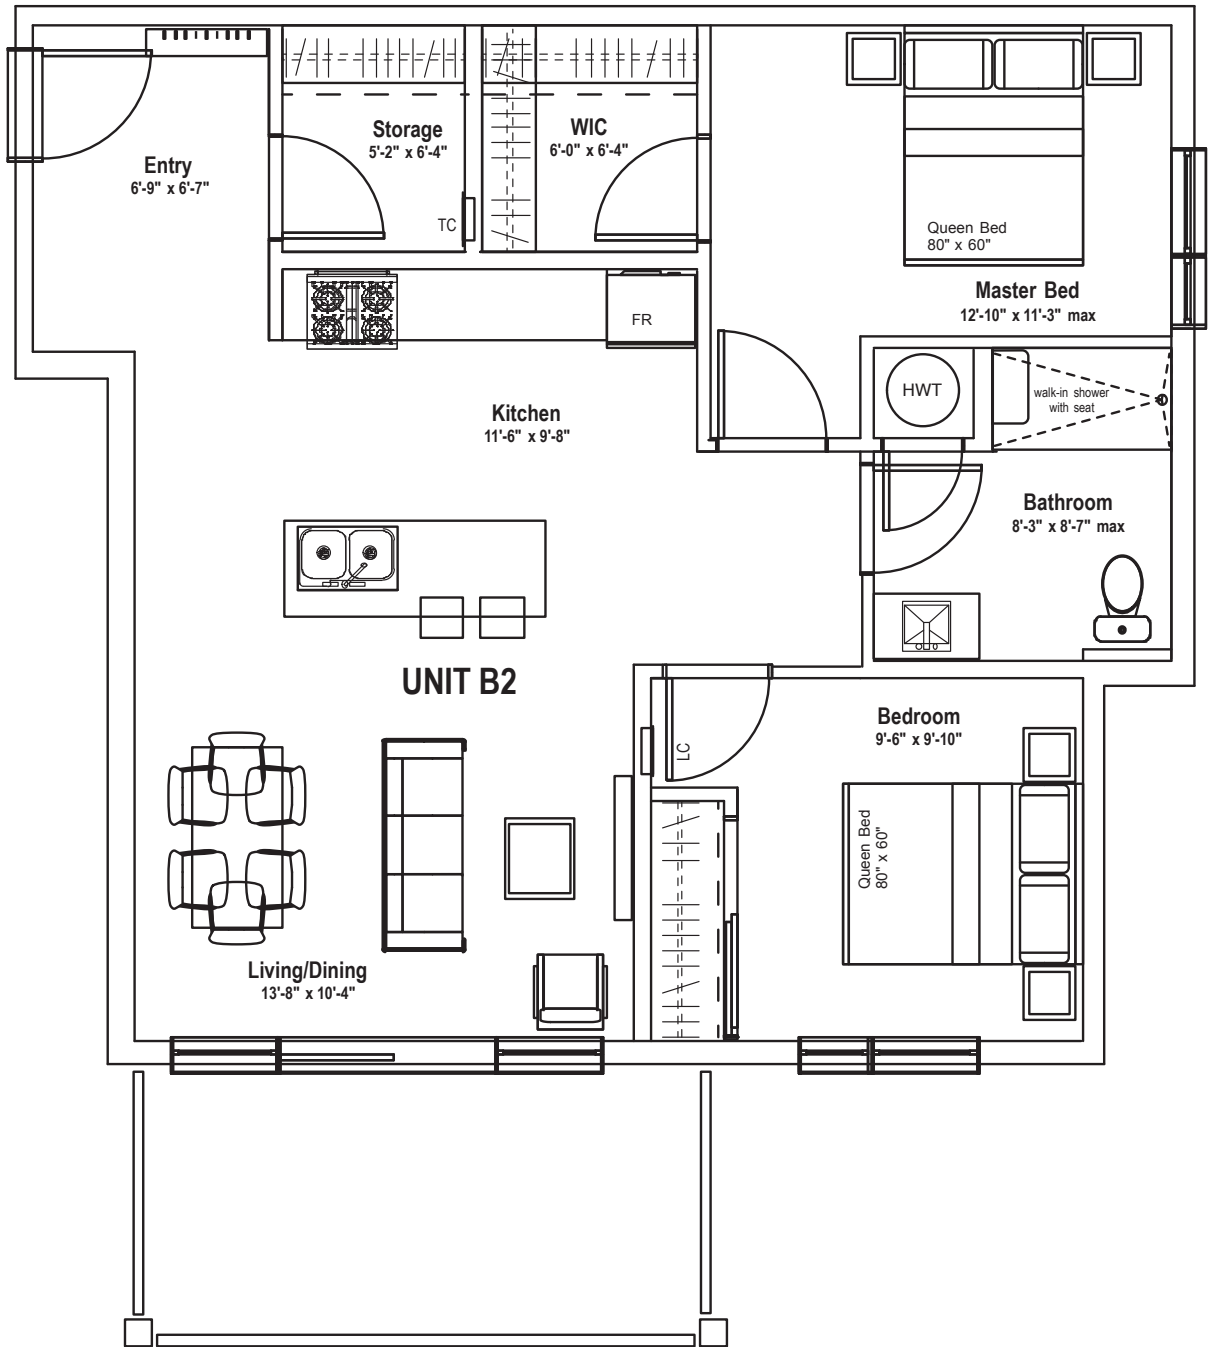 Storage
5'-2" x 6'-4"
WIC
6'-0" x 6'-4"
Entry
6'-9" x 6'-7"
TC
Queen Bed
80" x 60"
Master Bed
12'-10" x 11'-3" max
FR
HWT
walk-in shower
with seat
Kitchen
11'-6" x 9'-8"
Bathroom
8'-3" x 8'-7" max
UNIT B2
Bedroom
9'-6" x 9'-10"
LC
Queen Bed
80" x 60"
Living/Dining
13'-8" x 10'-4"